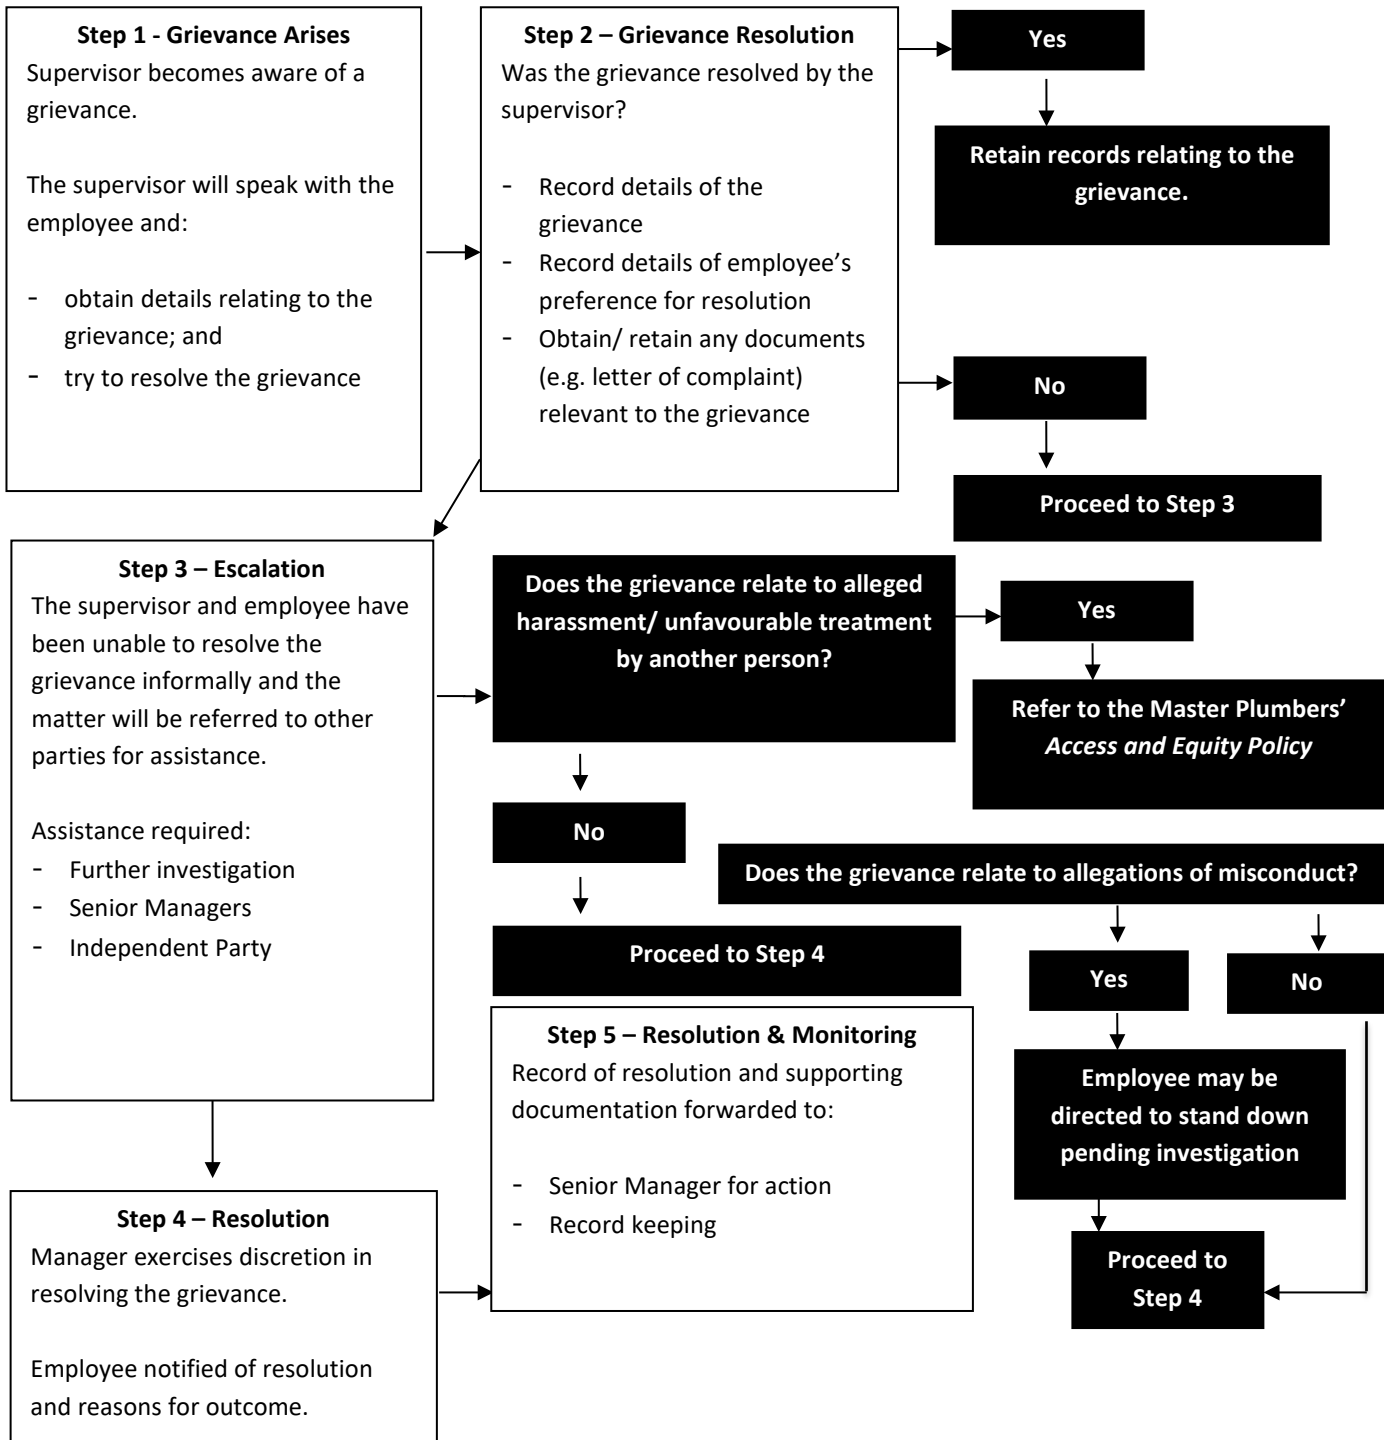 Step 1 - Grievance Arises
Supervisor becomes aware of a
grievance.
The supervisor will speak with the
employee and:
- obtain details relating to the
grievance; and
- try to resolve the grievance
Step 2 – Grievance Resolution
Was the grievance resolved by the
supervisor?
- Record details of the
grievance
- Record details of employee’s
preference for resolution
- Obtain/ retain any documents
(e.g. letter of complaint)
relevant to the grievance
Yes
Retain records relating to the
grievance.
No
Proceed to Step 3
Step 3 – Escalation
The supervisor and employee have
been unable to resolve the
grievance informally and the
matter will be referred to other
parties for assistance.
Assistance required:
- Further investigation
- Senior Managers
- Independent Party
Does the grievance relate to alleged
harassment/ unfavourable treatment
by another person?
Yes
Refer to the Master Plumbers’
Access and Equity Policy
No
Proceed to Step 4
Does the grievance relate to allegations of misconduct?
Yes
No
Employee may be
directed to stand down
pending investigation
Proceed to
Step 4
Step 4 – Resolution
Manager exercises discretion in
resolving the grievance.
Employee notified of resolution
and reasons for outcome.
Step 5 – Resolution & Monitoring
Record of resolution and supporting
documentation forwarded to:
- Senior Manager for action
- Record keeping